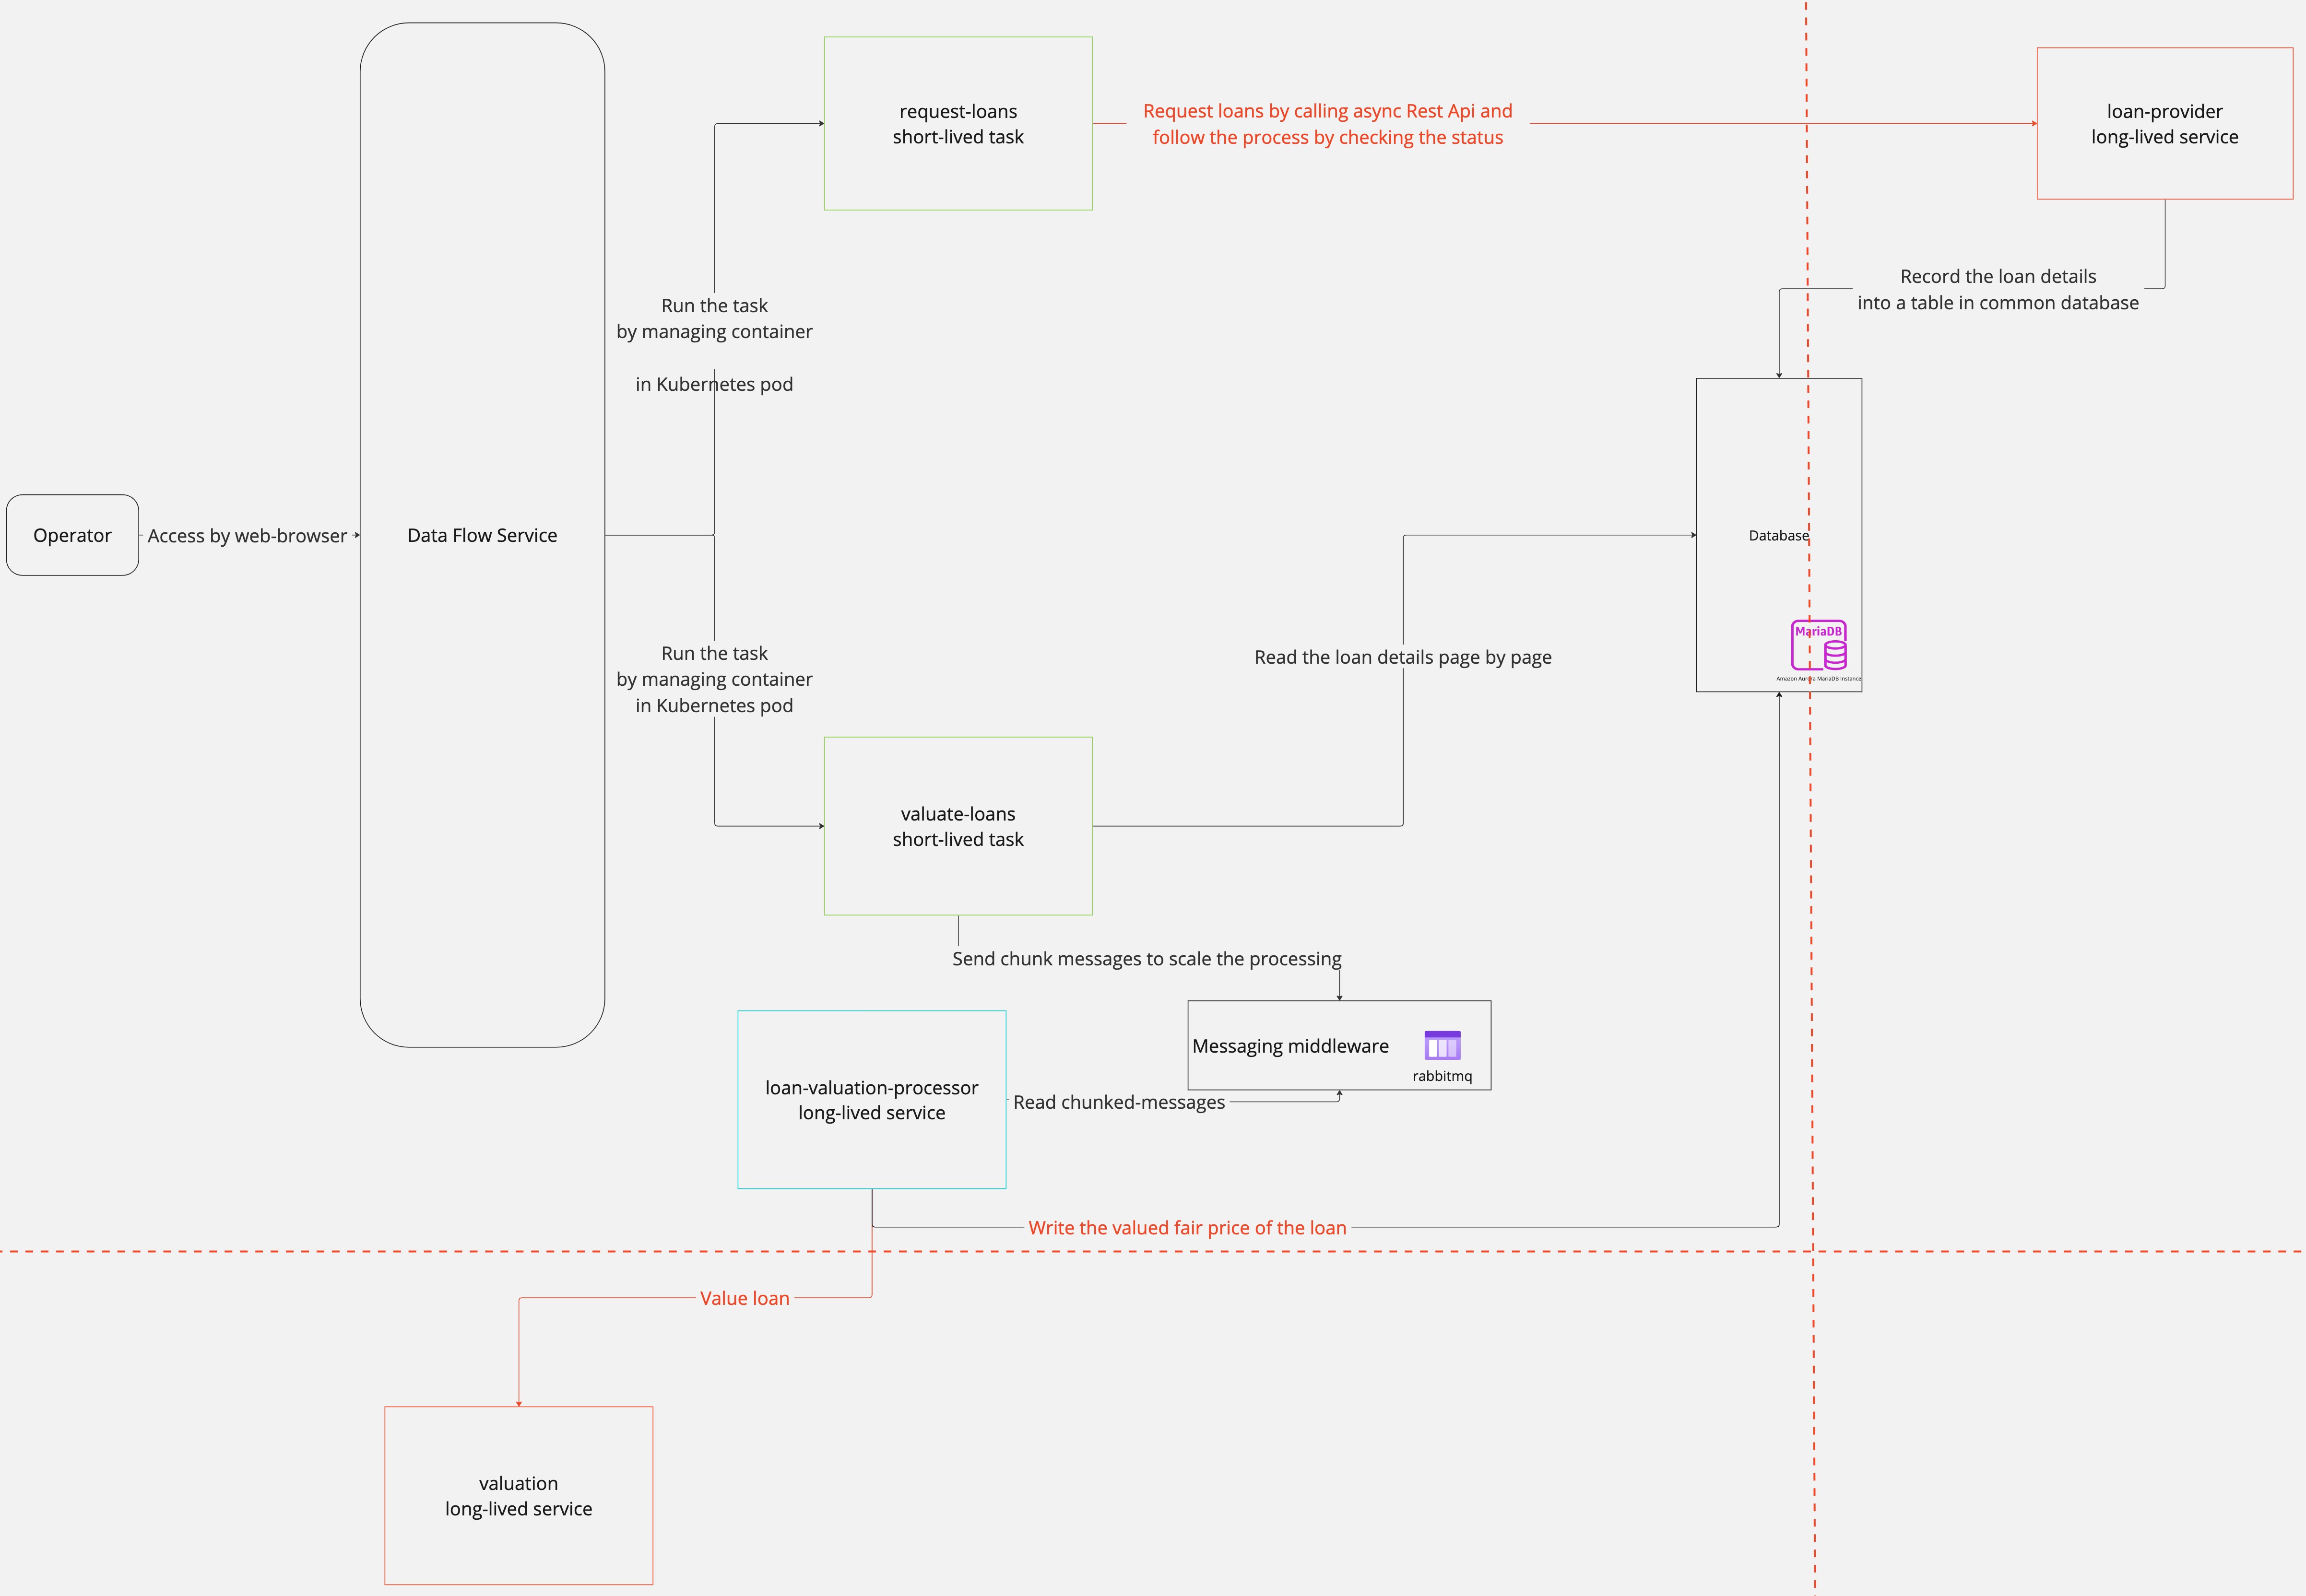 request-loans
short-lived task
Request loans by calling async Rest Api and
follow the process by checking the status
loan-provider
long-lived service
Run the task
by managing container
in Kubernetes pod
Record the loan details
into a table in common database
Operator
Access by web-browser
Data Flow Service
Database
MariaDB
Amazon Aurora MariaDB Instance
Run the task
by managing container
in Kubernetes pod
Read the loan details page by page
valuate-loans
short-lived task
Send chunk messages to scale the processing
Messaging middleware
rabbitmq
loan-valuation-processor
long-lived service
Read chunked-messages
Write the valued fair price of the loan
Value loan
valuation
long-lived service